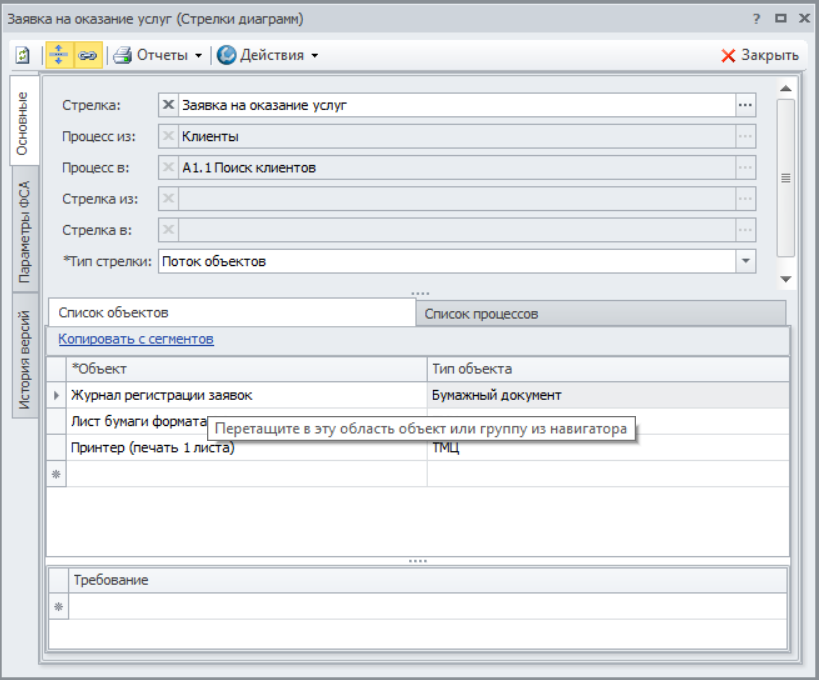 Заявка на оказание услуг (Стрелки диаграмм)
Отчеты Действия Закрыть
Основные
Параметры ФСА
История версий
Стрелка: Заявка на оказание услуг
Процесс из: Клиенты
Процесс в: А1.1 Поиск клиентов
Стрелка из:
Стрелка в:
*Тип стрелки: Поток объектов
Список объектов Список процессов
Копировать с сегментов
*Объект Тип объекта
Журнал регистрации заявок Бумажный документ
Лист бумаги формата
Перетащите в эту область объект или группу из навигатора
Принтер (печать 1 листа) ТМЦ
Требование